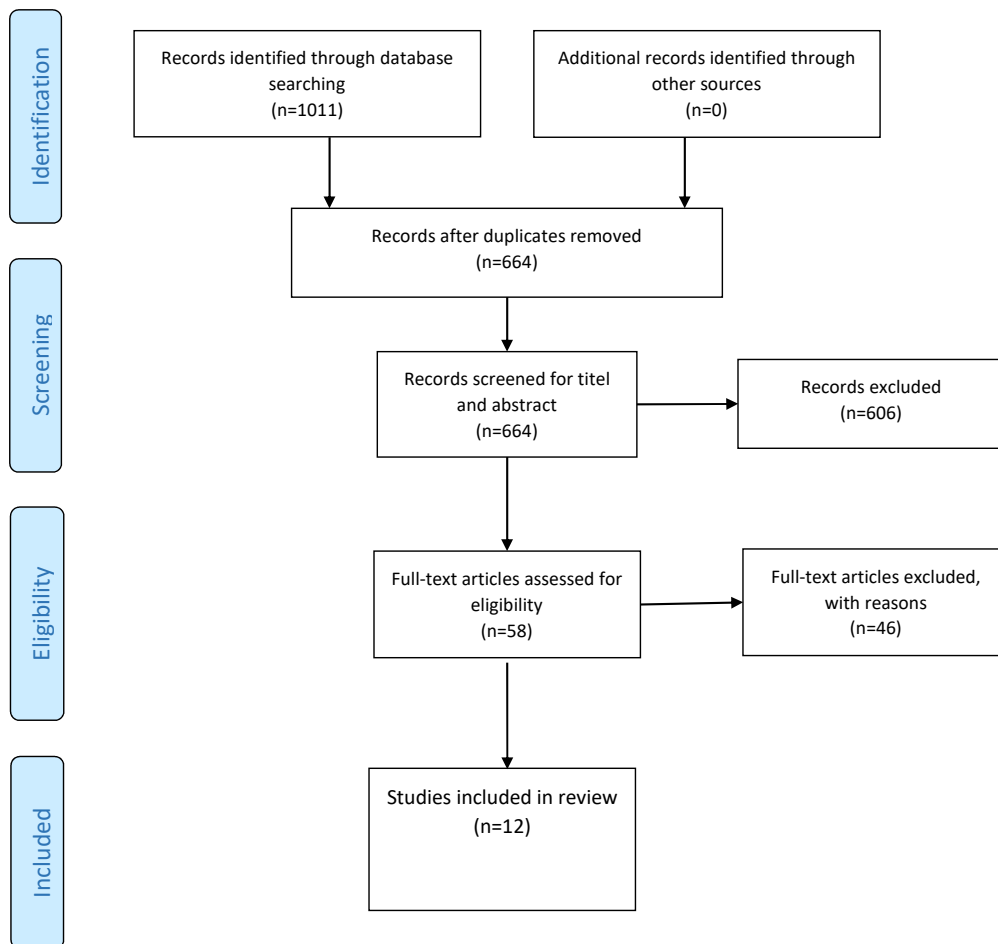 Identification
Records identified through database
searching
(n=1011)
Additional records identified through
other sources
(n=0)
Records after duplicates removed
(n=664)
Screening
Records screened for titel
and abstract
(n=664)
Records excluded
(n=606)
Eligibility
Full-text articles assessed for
eligibility
(n=58)
Full-text articles excluded,
with reasons
(n=46)
Included
Studies included in review
(n=12)